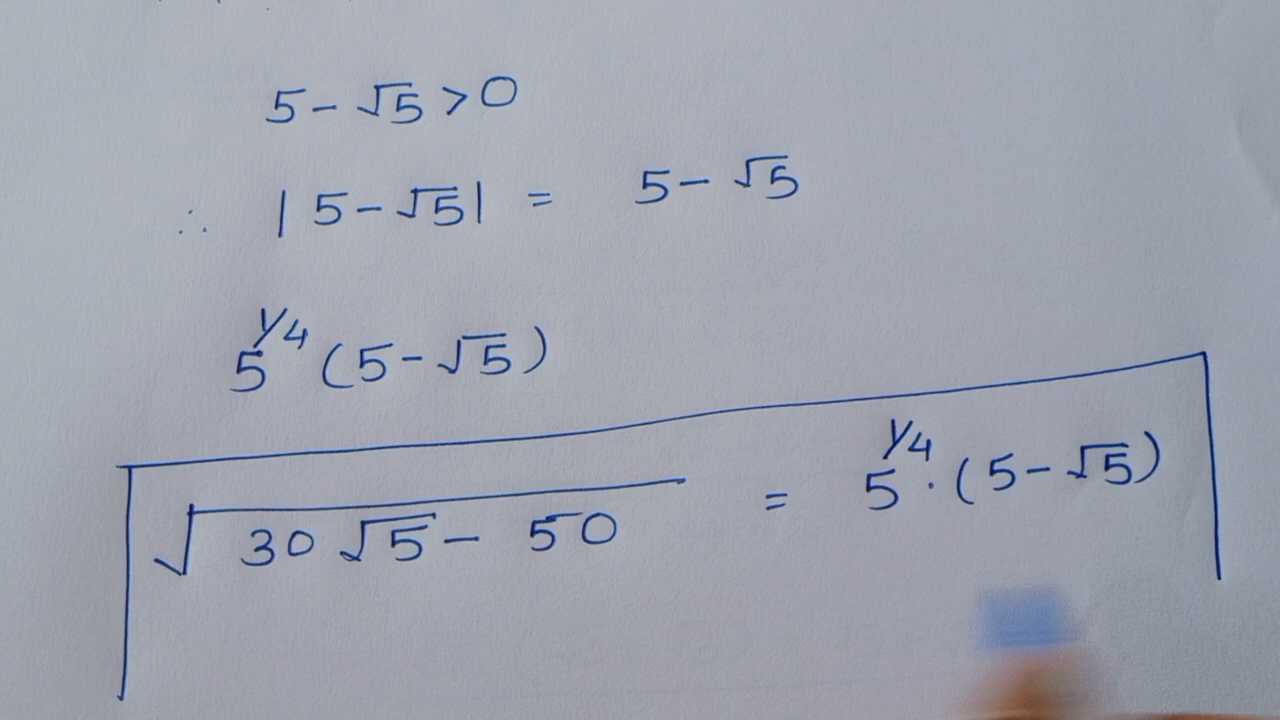 5 - √5 > 0
∴ |5 - √5| = 5 - √5
5^1/4 (5 - √5)
√(30√5 - 50) = 5^1/4 · (5 - √5)